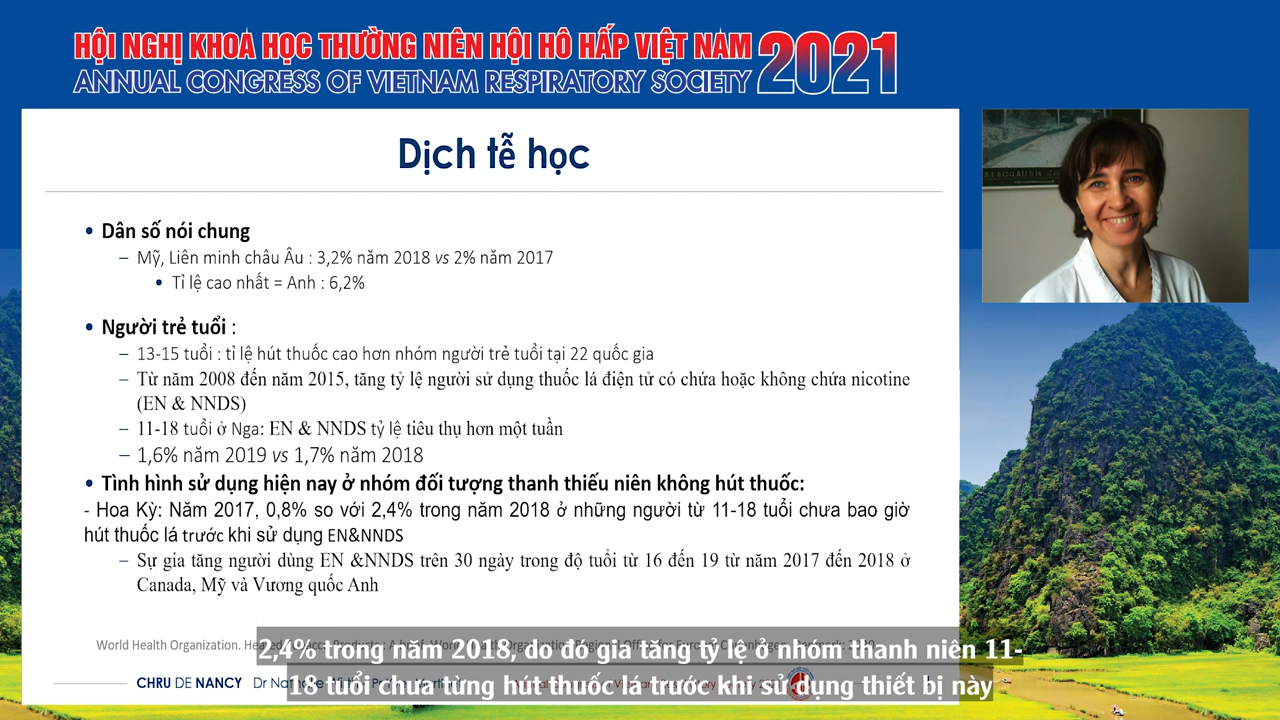 HỘI NGHỊ KHOA HỌC THƯỜNG NIÊN HỘI HÔ HẤP VIỆT NAM 2021
ANNUAL CONGRESS OF VIETNAM RESPIRATORY SOCIETY
Dịch tễ học
• Dân số nói chung
– Mỹ, Liên minh châu Âu : 3,2% năm 2018 vs 2% năm 2017
• Tỉ lệ cao nhất = Anh : 6,2%
• Người trẻ tuổi :
– 13-15 tuổi : tỉ lệ hút thuốc cao hơn nhóm người trẻ tuổi tại 22 quốc gia
– Từ năm 2008 đến năm 2015, tăng tỷ lệ người sử dụng thuốc lá điện tử có chứa hoặc không chứa nicotine
(EN & NNDS)
– 11-18 tuổi ở Nga: EN & NNDS tỷ lệ tiêu thụ hơn một tuần
– 1,6% năm 2019 vs 1,7% năm 2018
• Tình hình sử dụng hiện nay ở nhóm đối tượng thanh thiếu niên không hút thuốc:
- Hoa Kỳ: Năm 2017, 0,8% so với 2,4% trong năm 2018 ở những người từ 11-18 tuổi chưa bao giờ
hút thuốc lá trước khi sử dụng EN&NNDS
– Sự gia tăng người dùng EN &NNDS trên 30 ngày trong độ tuổi từ 16 đến 19 từ năm 2017 đến 2018 ở
Canada, Mỹ và Vương quốc Anh
World Health Organization.
2,4% trong năm 2018, do đó gia tăng tỷ lệ ở nhóm thanh niên 11-
18 tuổi chưa từng hút thuốc lá trước khi sử dụng thiết bị này
CHRU DE NANCY Dr